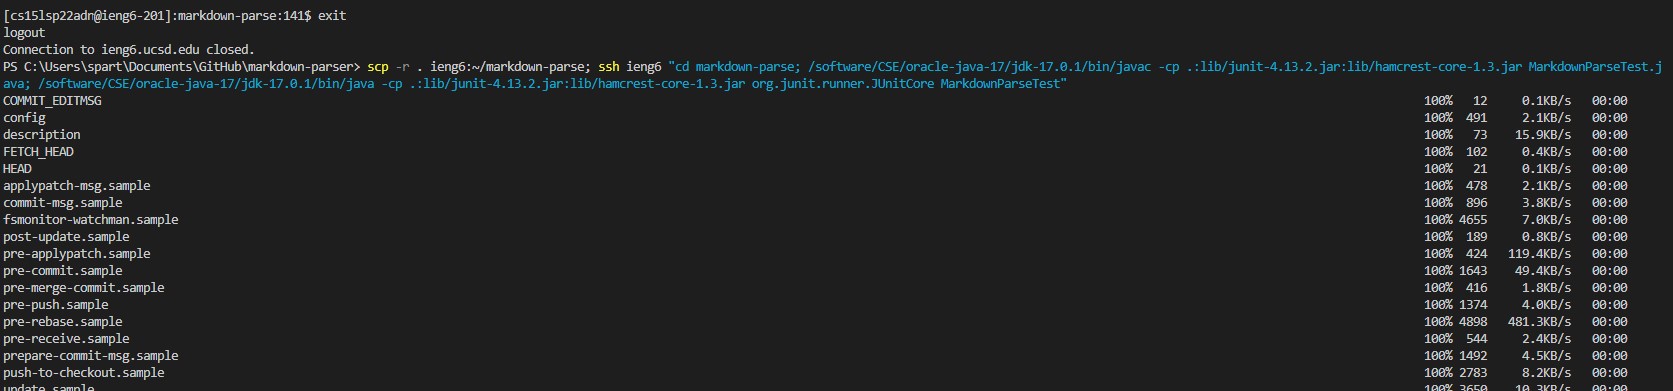 [cs15lsp22adn@ieng6-201]:markdown-parse:141$ exit
logout
Connection to ieng6.ucsd.edu closed.
PS C:\Users\spart\Documents\GitHub\markdown-parser> scp -r . ieng6:~/markdown-parse; ssh ieng6 "cd markdown-parse; /software/CSE/oracle-java-17/jdk-17.0.1/bin/javac -cp .:lib/junit-4.13.2.jar:lib/hamcrest-core-1.3.jar MarkdownParseTest.j
ava; /software/CSE/oracle-java-17/jdk-17.0.1/bin/java -cp .:lib/junit-4.13.2.jar:lib/hamcrest-core-1.3.jar org.junit.runner.JUnitCore MarkdownParseTest"
COMMIT_EDITMSG 100% 12 0.1KB/s 00:00
config 100% 491 2.1KB/s 00:00
description 100% 73 15.9KB/s 00:00
FETCH_HEAD 100% 102 0.4KB/s 00:00
HEAD 100% 21 0.1KB/s 00:00
applypatch-msg.sample 100% 478 2.1KB/s 00:00
commit-msg.sample 100% 896 3.8KB/s 00:00
fsmonitor-watchman.sample 100% 4655 7.0KB/s 00:00
post-update.sample 100% 189 0.8KB/s 00:00
pre-applypatch.sample 100% 424 119.4KB/s 00:00
pre-commit.sample 100% 1643 49.4KB/s 00:00
pre-merge-commit.sample 100% 416 1.8KB/s 00:00
pre-push.sample 100% 1374 4.0KB/s 00:00
pre-rebase.sample 100% 4898 481.3KB/s 00:00
pre-receive.sample 100% 544 2.4KB/s 00:00
prepare-commit-msg.sample 100% 1492 4.5KB/s 00:00
push-to-checkout.sample 100% 2783 8.2KB/s 00:00
update.sample 100% 3650 10.3KB/s 00:00